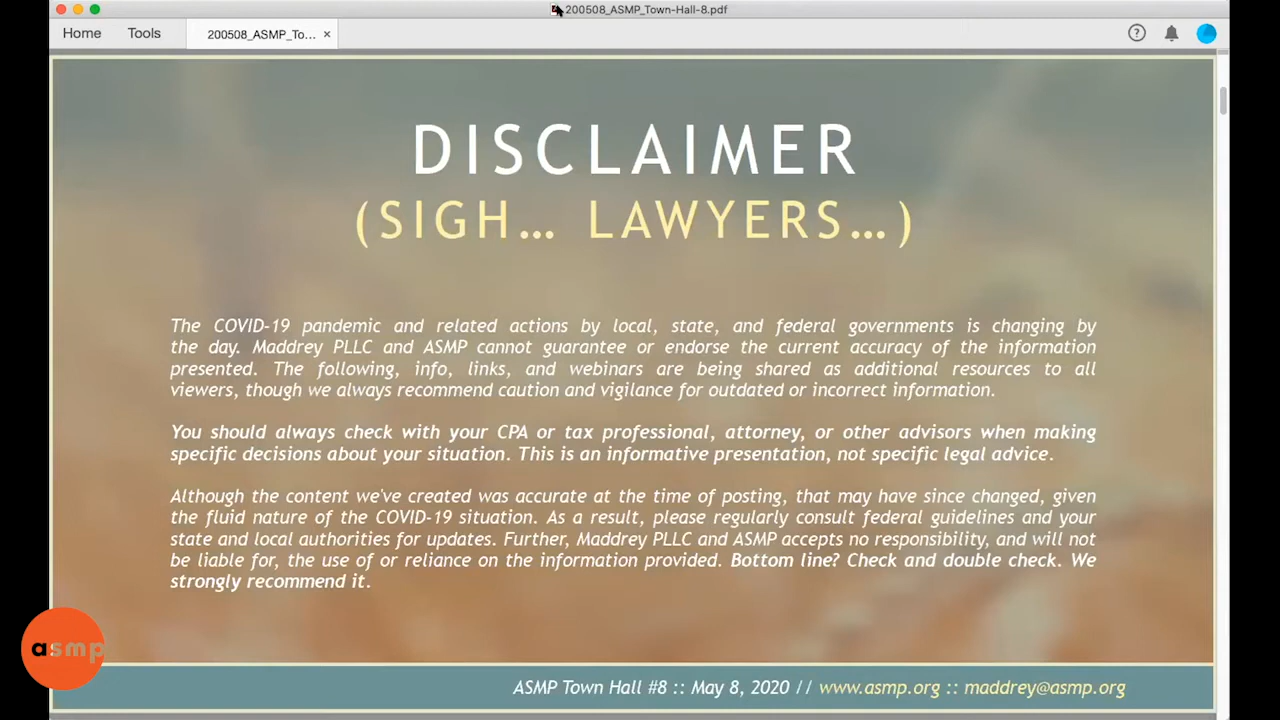 200508_ASMP_Town-Hall-8.pdf
Home Tools 200508_ASMP_To... ×
DISCLAIMER
(SIGH... LAWYERS...)
The COVID-19 pandemic and related actions by local, state, and federal governments is changing by
the day. Maddrey PLLC and ASMP cannot guarantee or endorse the current accuracy of the information
presented. The following, info, links, and webinars are being shared as additional resources to all
viewers, though we always recommend caution and vigilance for outdated or incorrect information.
You should always check with your CPA or tax professional, attorney, or other advisors when making
specific decisions about your situation. This is an informative presentation, not specific legal advice.
Although the content we've created was accurate at the time of posting, that may have since changed, given
the fluid nature of the COVID-19 situation. As a result, please regularly consult federal guidelines and your
state and local authorities for updates. Further, Maddrey PLLC and ASMP accepts no responsibility, and will not
be liable for, the use of or reliance on the information provided. Bottom line? Check and double check. We
strongly recommend it.
asmp
ASMP Town Hall #8 :: May 8, 2020 // www.asmp.org :: maddrey@asmp.org